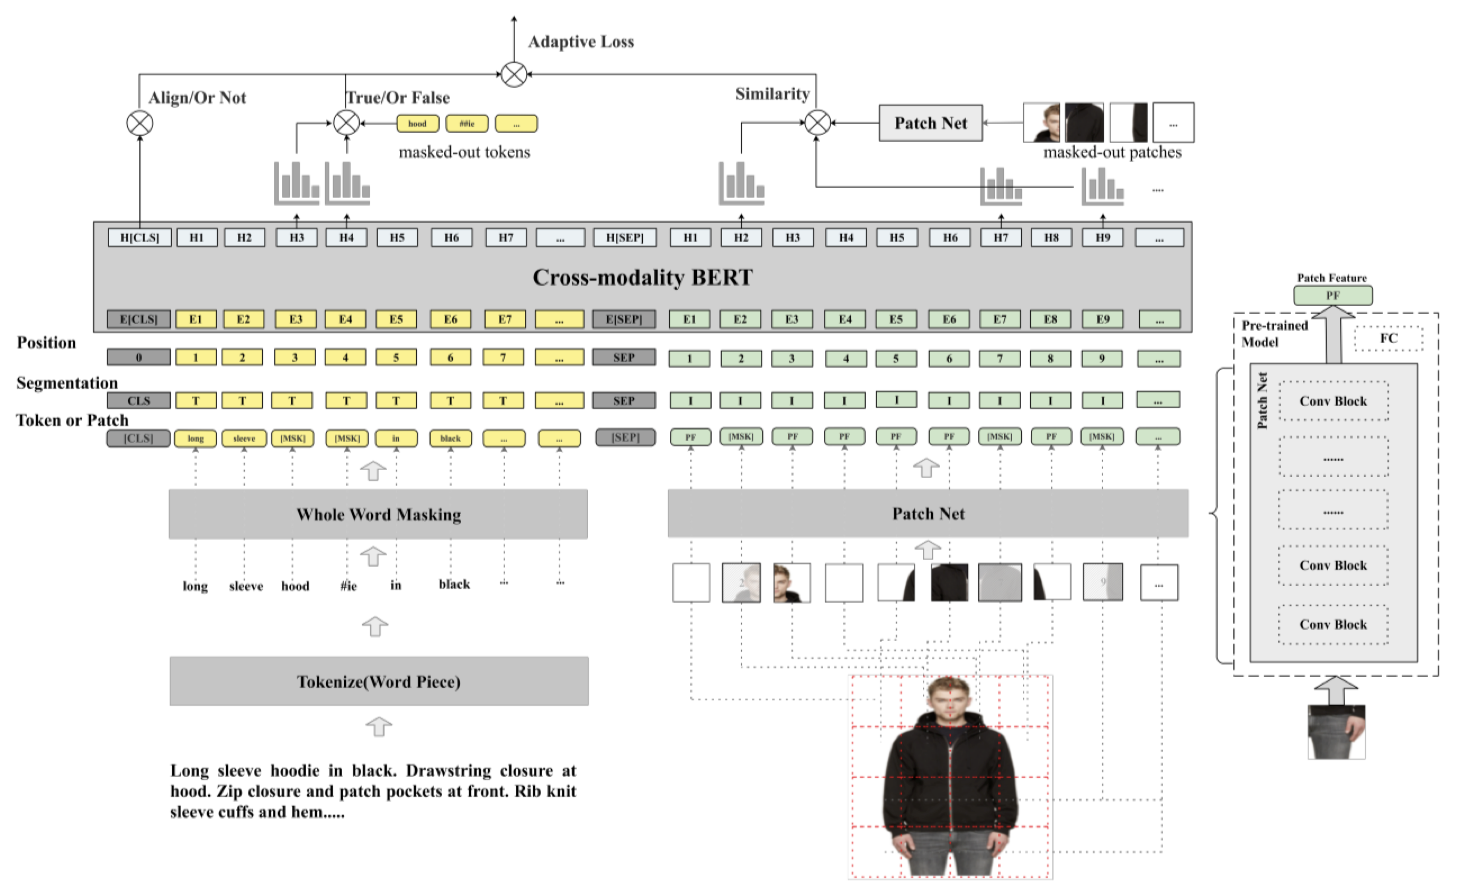 Adaptive Loss
Align/Or Not
True/Or False
Similarity
hood ##ie ...
Patch Net
...
masked-out tokens
masked-out patches
....
H[CLS] H1 H2 H3 H4 H5 H6 H7 ... H[SEP] H1 H2 H3 H4 H5 H6 H7 H8 H9 ...
Cross-modality BERT
E[CLS] E1 E2 E3 E4 E5 E6 E7 ... E[SEP] E1 E2 E3 E4 E5 E6 E7 E8 E9 ...
Position
0 1 2 3 4 5 6 7 ... SEP 1 2 3 4 5 6 7 8 9 ...
Segmentation
CLS T T T T T T T ... SEP I I I I I I I I I ...
Token or Patch
[CLS] long sleeve [MSK] [MSK] in black ... ... [SEP] PF [MSK] PF PF PF PF [MSK] PF [MSK] ...
Whole Word Masking
Patch Net
long sleeve hood #ie in black ... ...
9
...
Tokenize(Word Piece)
Long sleeve hoodie in black. Drawstring closure at
hood. Zip closure and patch pockets at front. Rib knit
sleeve cuffs and hem.....
Patch Feature
PF
Pre-trained
Model
FC
Patch Net
Conv Block
......
......
Conv Block
Conv Block